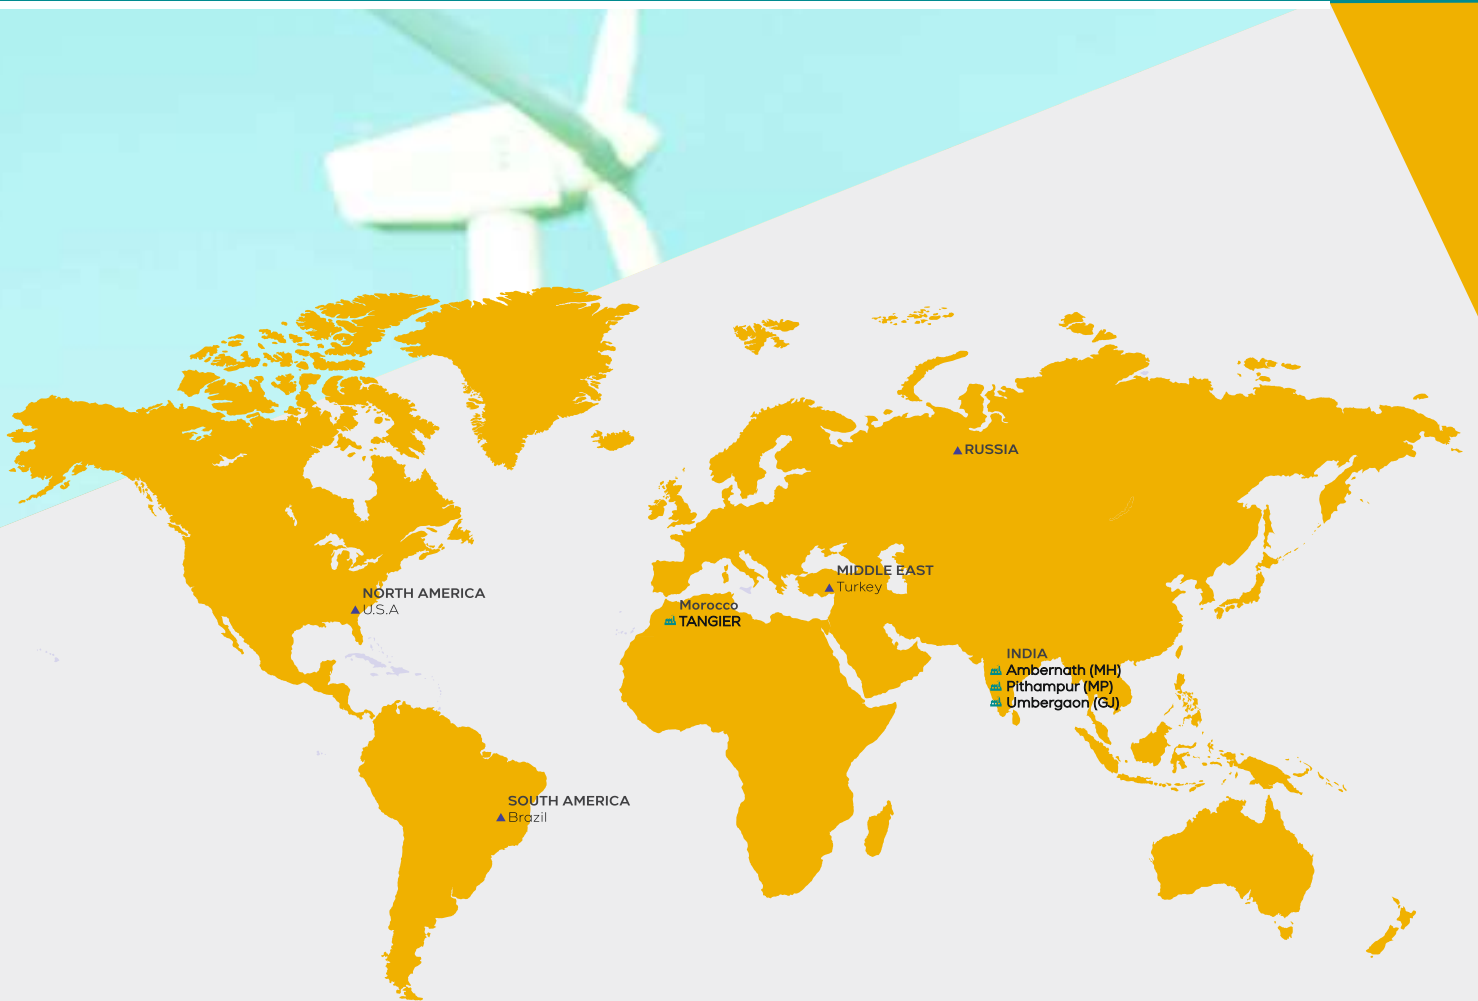 RUSSIA
MIDDLE EAST
Turkey
NORTH AMERICA
U.S.A
Morocco
TANGIER
INDIA
Ambernath (MH)
Pithampur (MP)
Umbergaon (GJ)
SOUTH AMERICA
Brazil